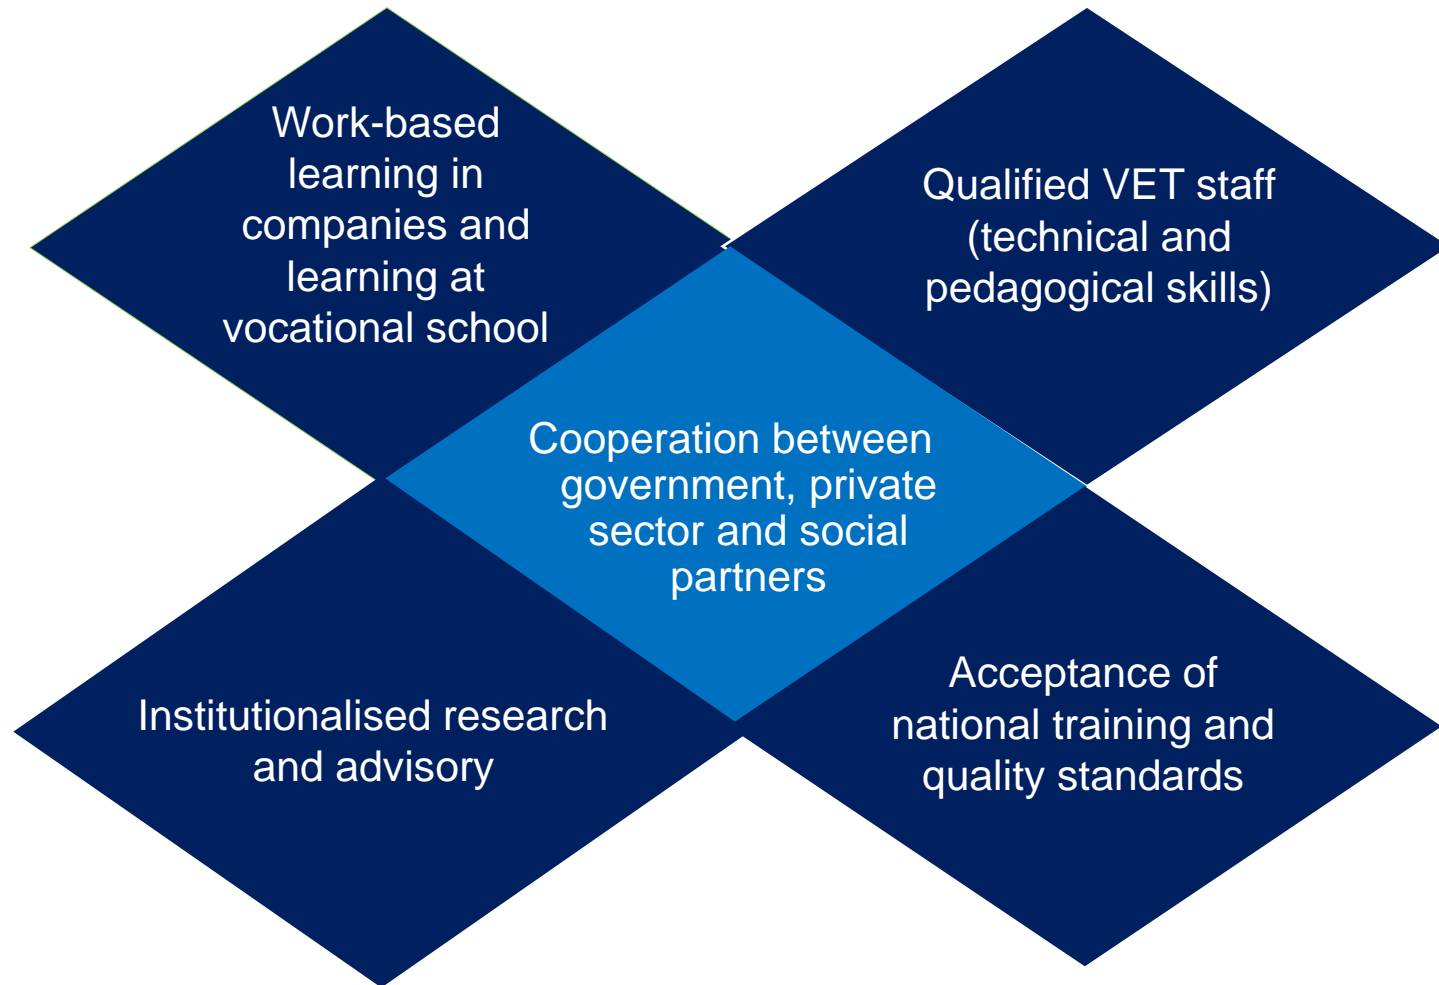 Work-based
learning in
companies and
learning at
vocational school
Qualified VET staff
(technical and
pedagogical skills)
Cooperation between
government, private
sector and social
partners
Institutionalised research
and advisory
Acceptance of
national training and
quality standards